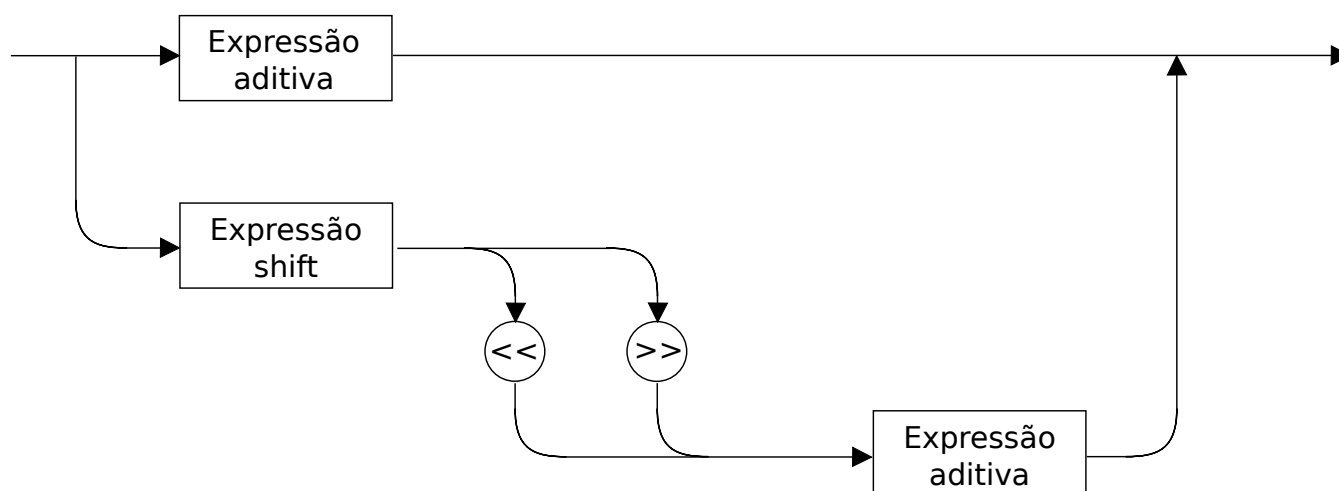 Expressão
aditiva
Expressão
shift
<< >>
Expressão
aditiva